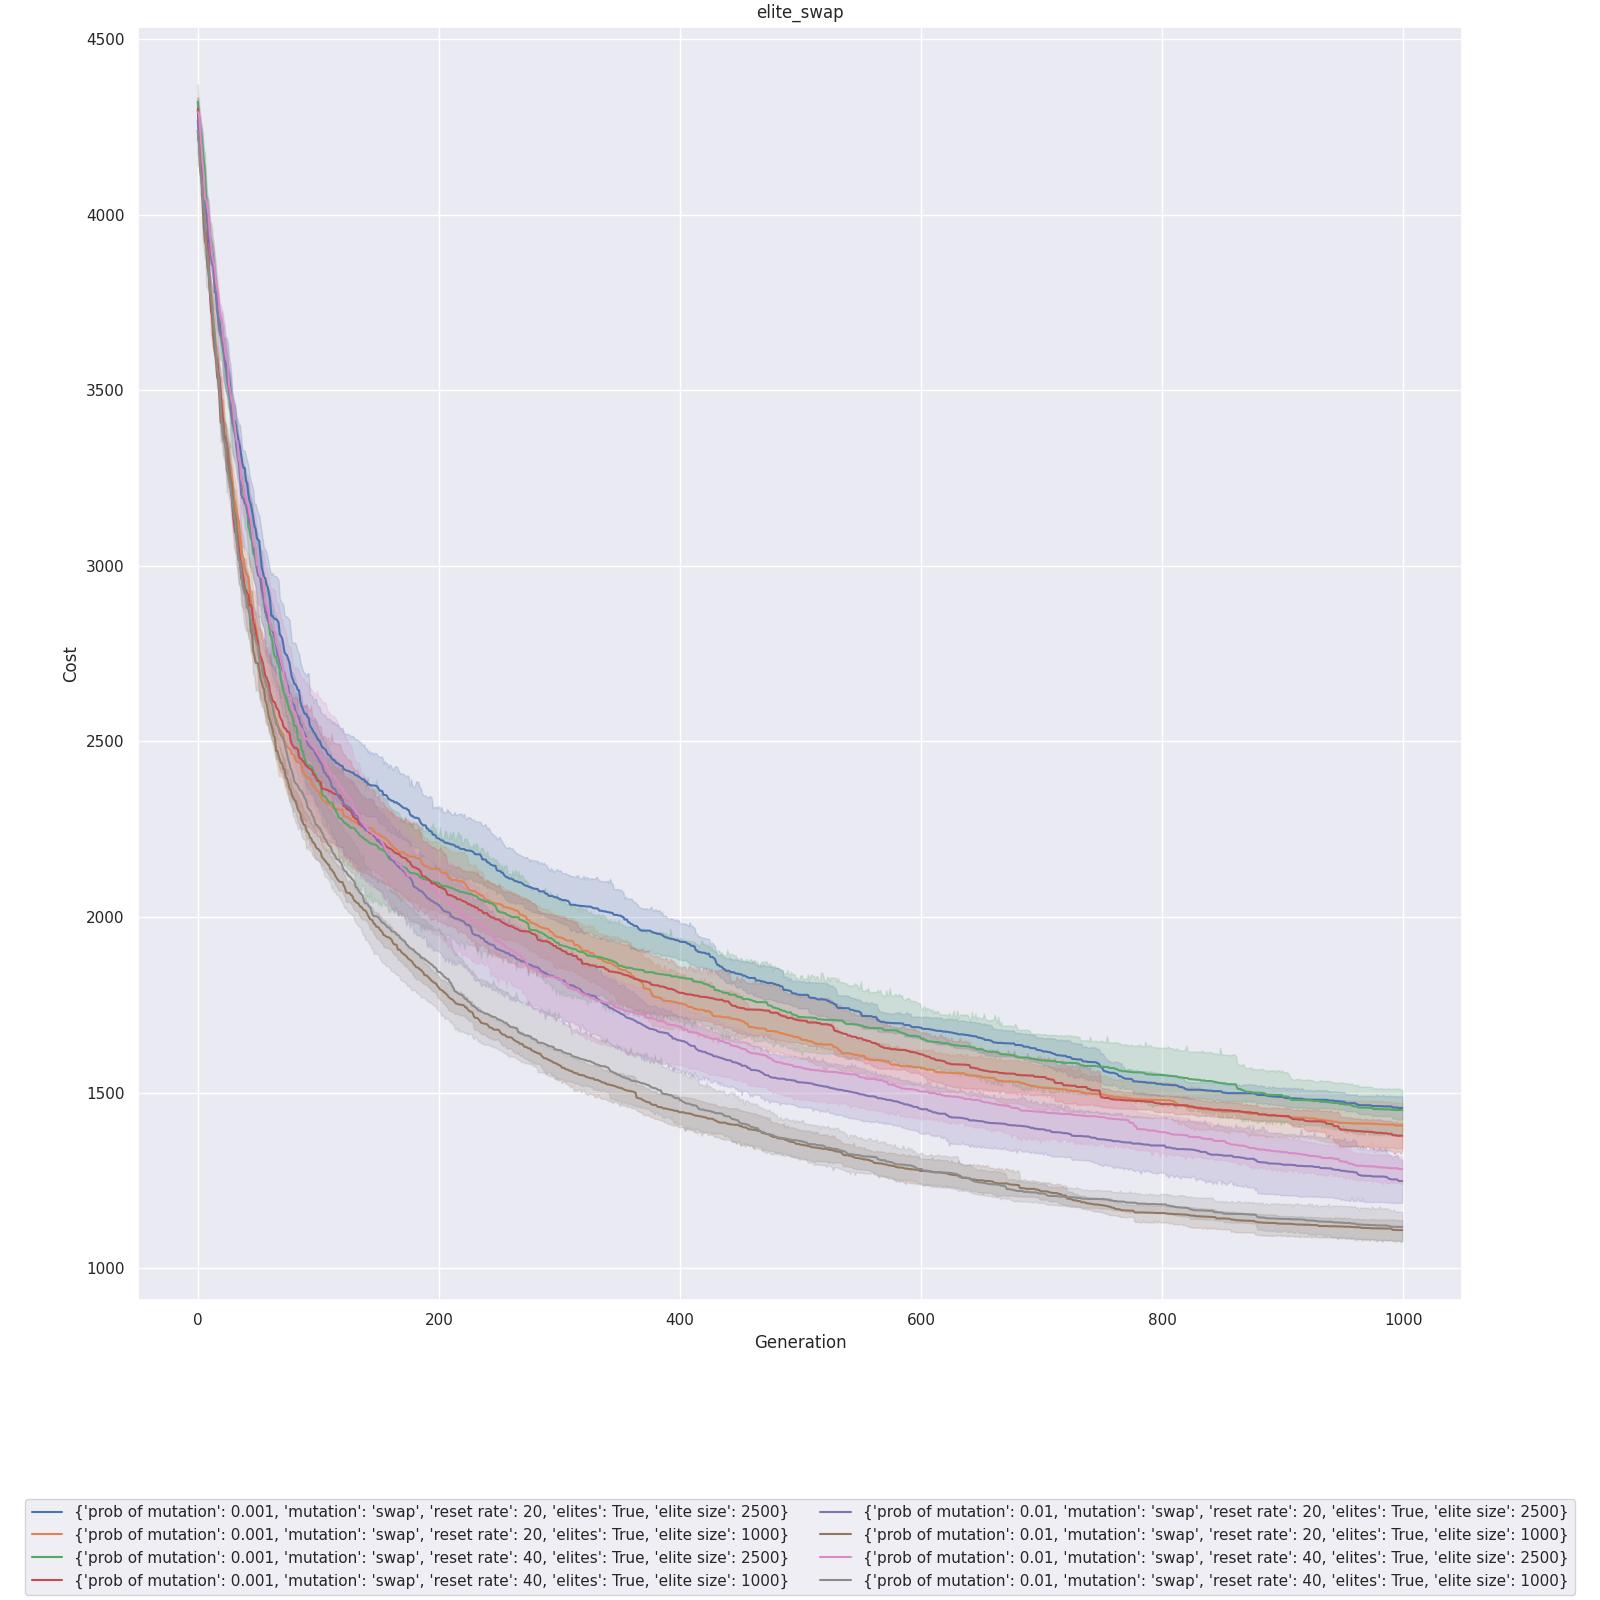 elite_swap
4500
4000
3500
3000
2500
2000
1500
1000
Cost
0 200 400 600 800 1000
Generation
{'prob of mutation': 0.001, 'mutation': 'swap', 'reset rate': 20, 'elites': True, 'elite size': 2500}
{'prob of mutation': 0.001, 'mutation': 'swap', 'reset rate': 20, 'elites': True, 'elite size': 1000}
{'prob of mutation': 0.001, 'mutation': 'swap', 'reset rate': 40, 'elites': True, 'elite size': 2500}
{'prob of mutation': 0.001, 'mutation': 'swap', 'reset rate': 40, 'elites': True, 'elite size': 1000}
{'prob of mutation': 0.01, 'mutation': 'swap', 'reset rate': 20, 'elites': True, 'elite size': 2500}
{'prob of mutation': 0.01, 'mutation': 'swap', 'reset rate': 20, 'elites': True, 'elite size': 1000}
{'prob of mutation': 0.01, 'mutation': 'swap', 'reset rate': 40, 'elites': True, 'elite size': 2500}
{'prob of mutation': 0.01, 'mutation': 'swap', 'reset rate': 40, 'elites': True, 'elite size': 1000}